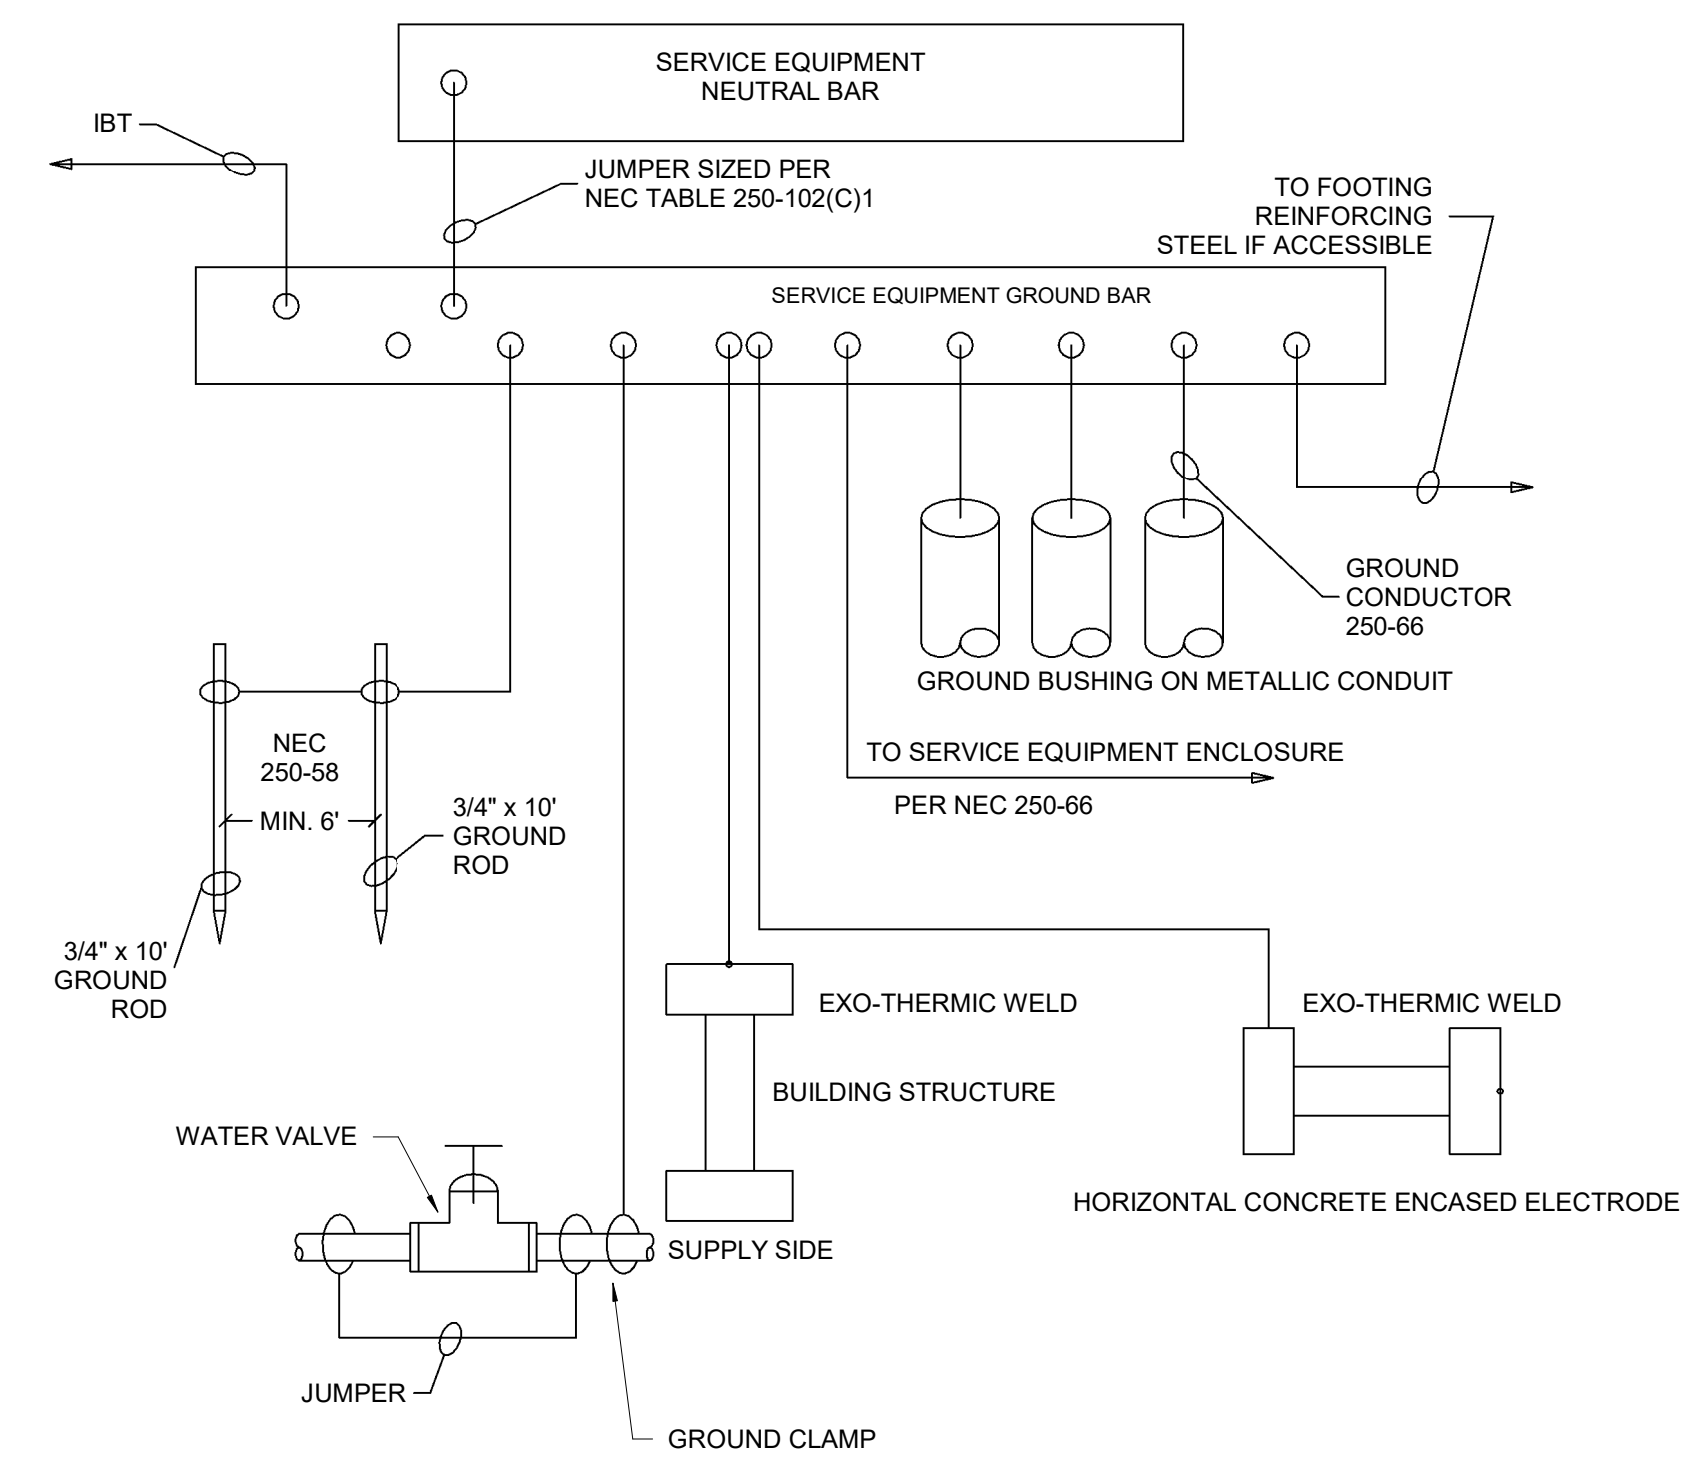 SERVICE EQUIPMENT
NEUTRAL BAR
IBT
JUMPER SIZED PER
NEC TABLE 250-102(C)1
TO FOOTING
REINFORCING
STEEL IF ACCESSIBLE
SERVICE EQUIPMENT GROUND BAR
GROUND
CONDUCTOR
250-66
GROUND BUSHING ON METALLIC CONDUIT
NEC
250-58
MIN. 6'
TO SERVICE EQUIPMENT ENCLOSURE
PER NEC 250-66
3/4" x 10'
GROUND
ROD
3/4" x 10'
GROUND
ROD
EXO-THERMIC WELD
EXO-THERMIC WELD
BUILDING STRUCTURE
WATER VALVE
HORIZONTAL CONCRETE ENCASED ELECTRODE
SUPPLY SIDE
JUMPER
GROUND CLAMP